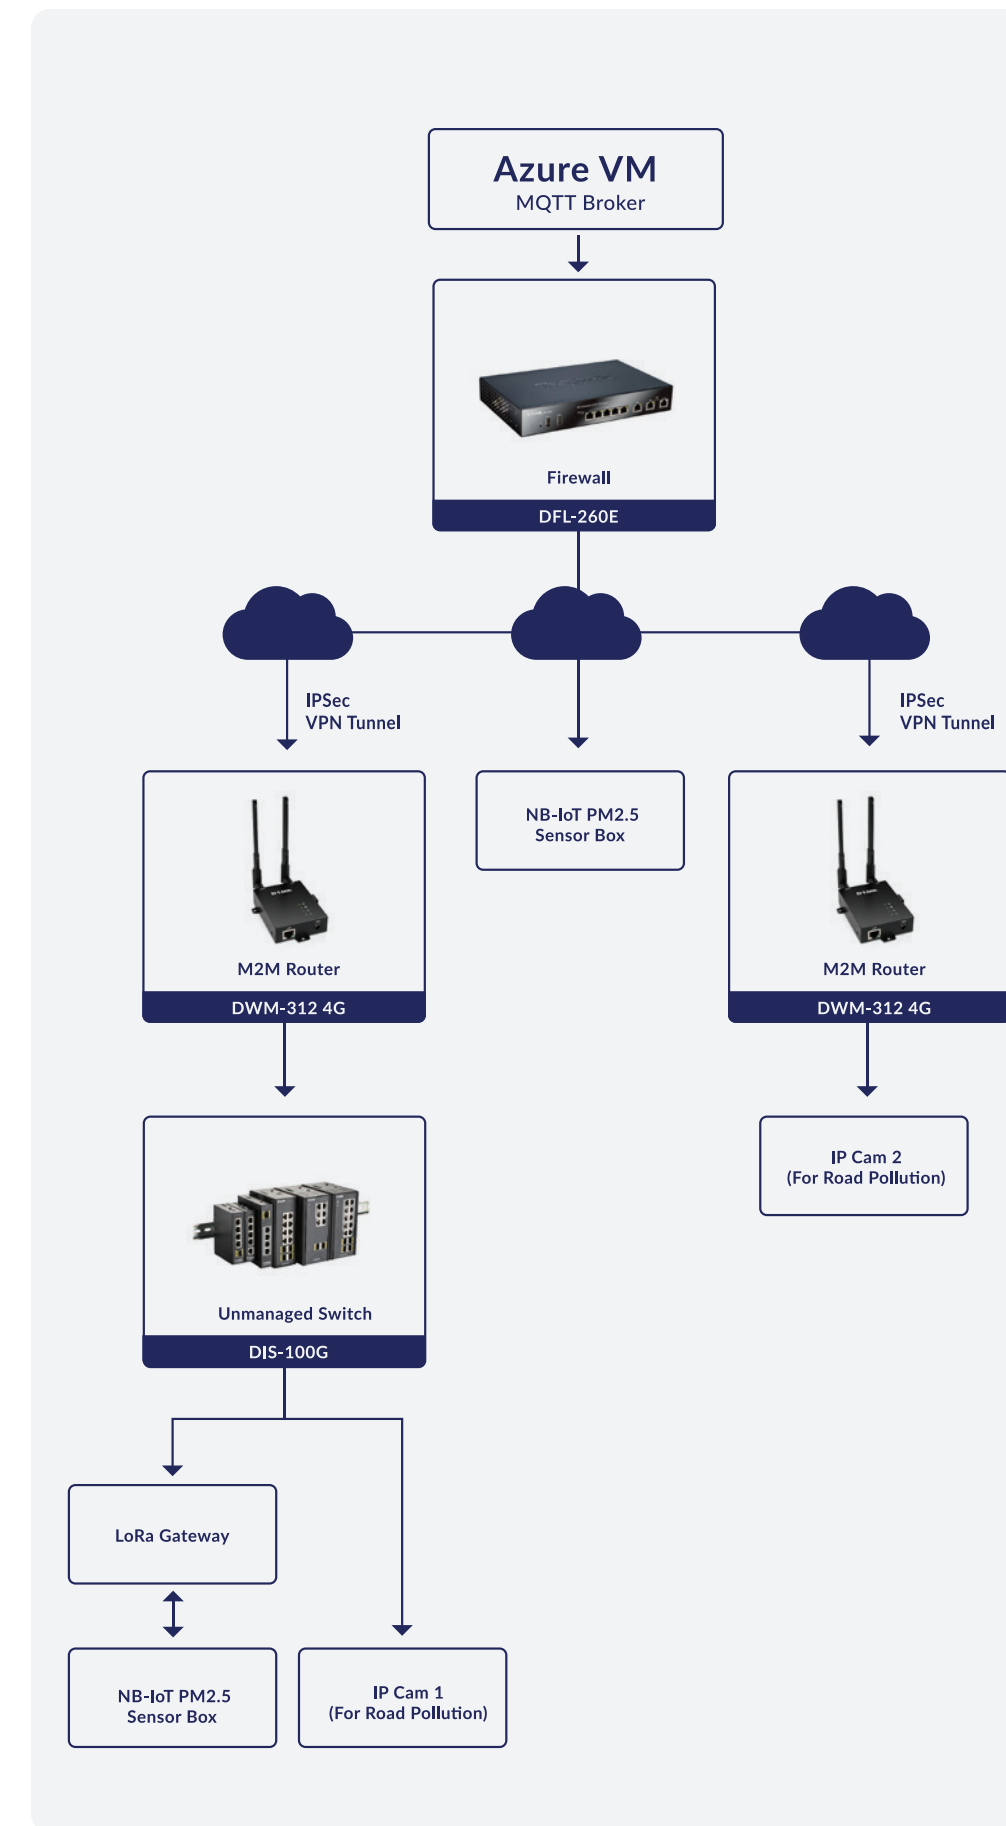 Azure VM
MQTT Broker
Firewall
DFL-260E
IPSec
VPN Tunnel
IPSec
VPN Tunnel
M2M Router
DWM-312 4G
NB-IoT PM2.5
Sensor Box
D-Link
M2M Router
DWM-312 4G
Unmanaged Switch
DIS-100G
IP Cam 2
(For Road Pollution)
LoRa Gateway
NB-IoT PM2.5
Sensor Box
IP Cam 1
(For Road Pollution)